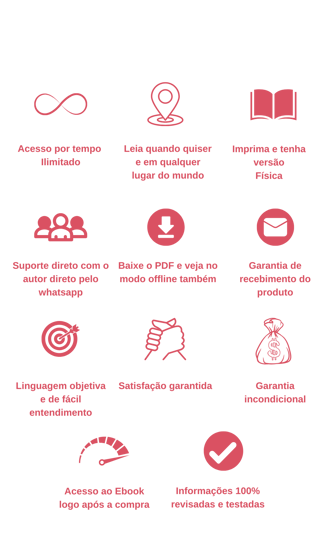 Acesso por tempo
Ilimitado
Leia quando quiser
e em qualquer
lugar do mundo
Imprima e tenha
versão
Física
Suporte direto com o
autor direto pelo
whatsapp
Baixe o PDF e veja no
modo offline também
Garantia de
recebimento do
produto
Linguagem objetiva
e de fácil
entendimento
Satisfação garantida
Garantia
incondicional
Acesso ao Ebook
logo após a compra
Informações 100%
revisadas e testadas